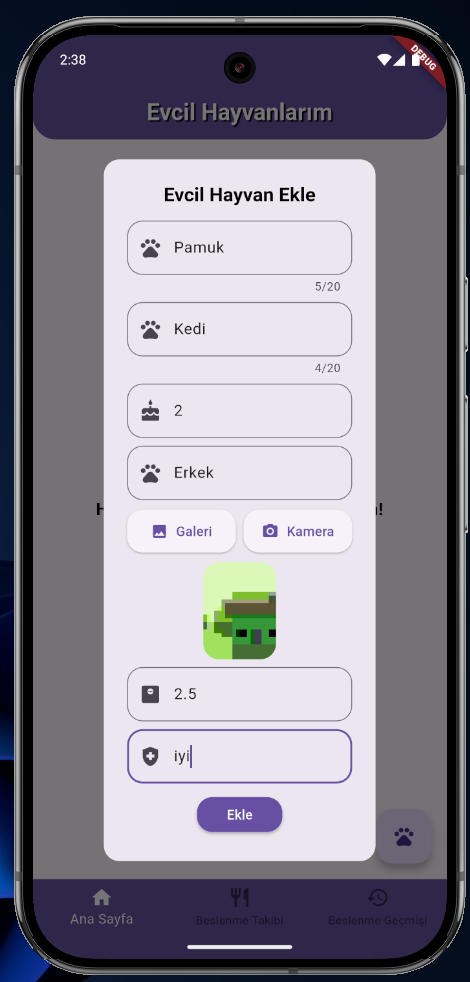 2:38
DEBUG
Evcil Hayvanlarım
Evcil Hayvan Ekle
Pamuk
5/20
Kedi
4/20
2
Erkek
H
!
Galeri
Kamera
2.5
iyi
Ekle
Ana Sayfa
Beslenme Takibi
Beslenme Geçmişi